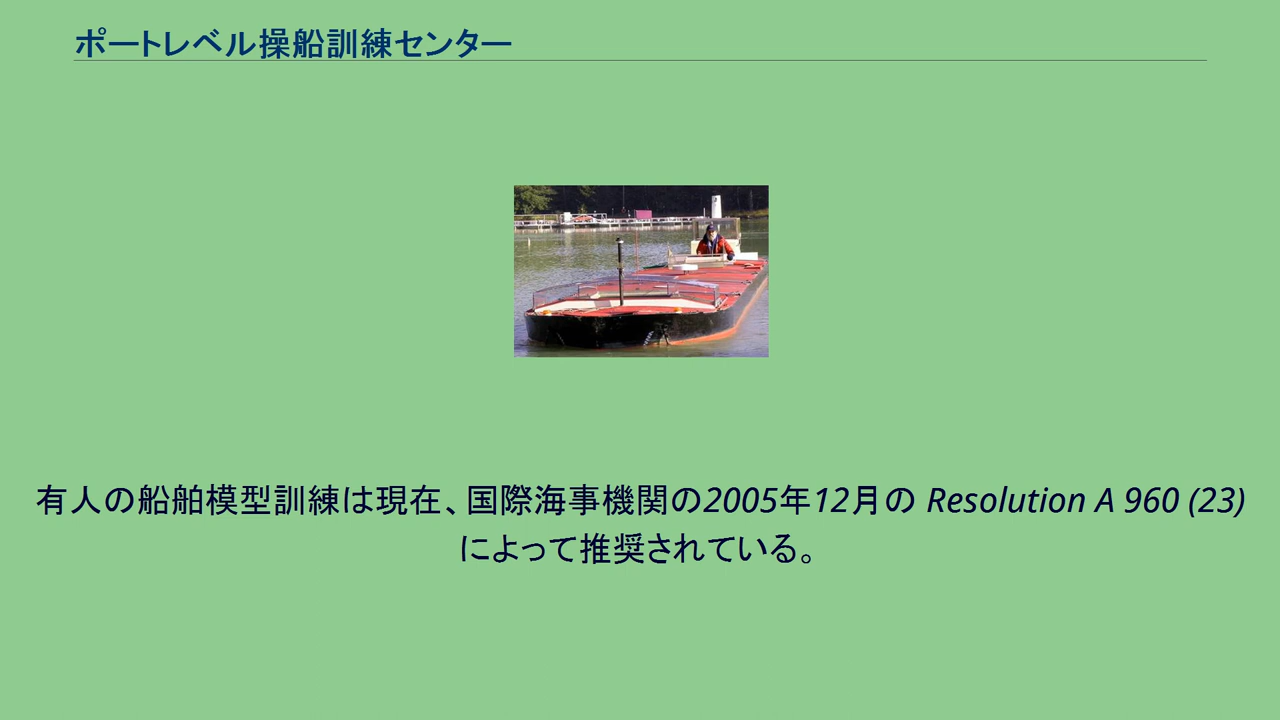 ポートレベル操船訓練センター
有人の船舶模型訓練は現在、国際海事機関の2005年12月の Resolution A 960 (23)
によって推奨されている。